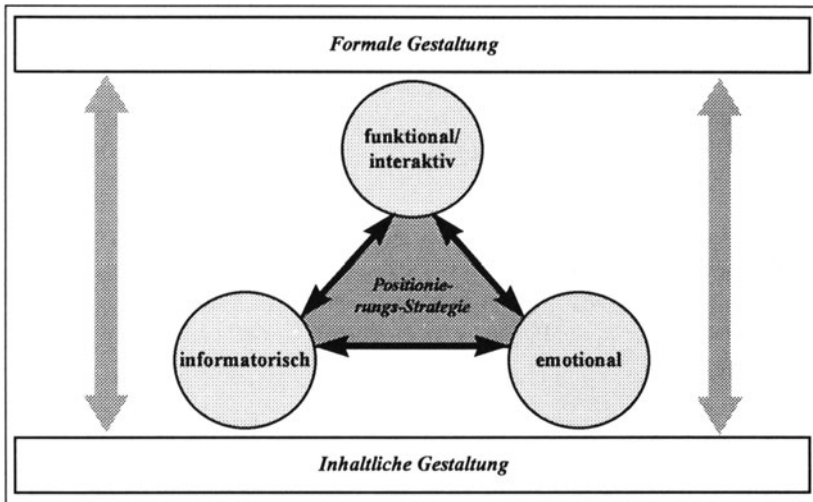 Formale Gestaltung
funktional/
interaktiv
Positionie-
rungs-Strategie
informatorisch
emotional
Inhaltliche Gestaltung